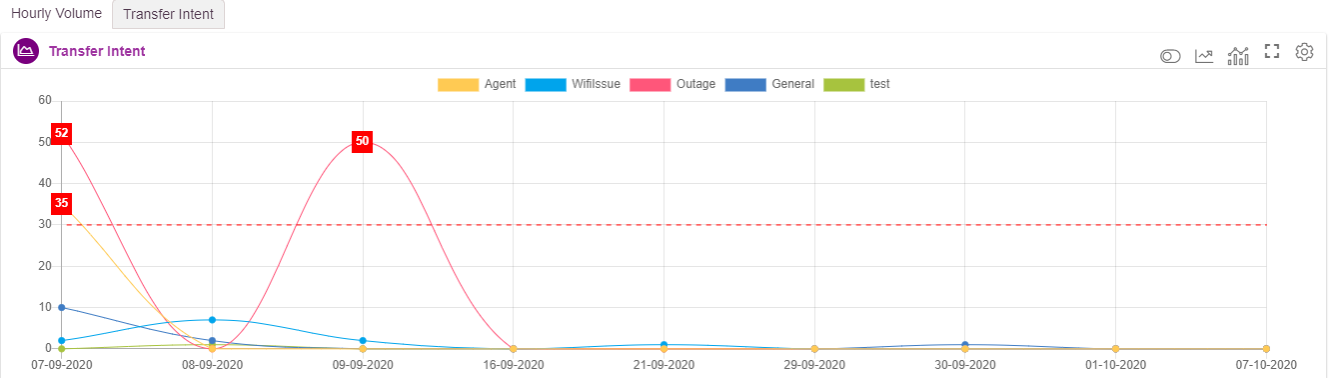 Hourly Volume Transfer Intent
Transfer Intent
Agent WifiIssue Outage General test
60
50
40
30
20
10
0
52
35
50
07-09-2020 08-09-2020 09-09-2020 16-09-2020 21-09-2020 29-09-2020 30-09-2020 01-10-2020 07-10-2020